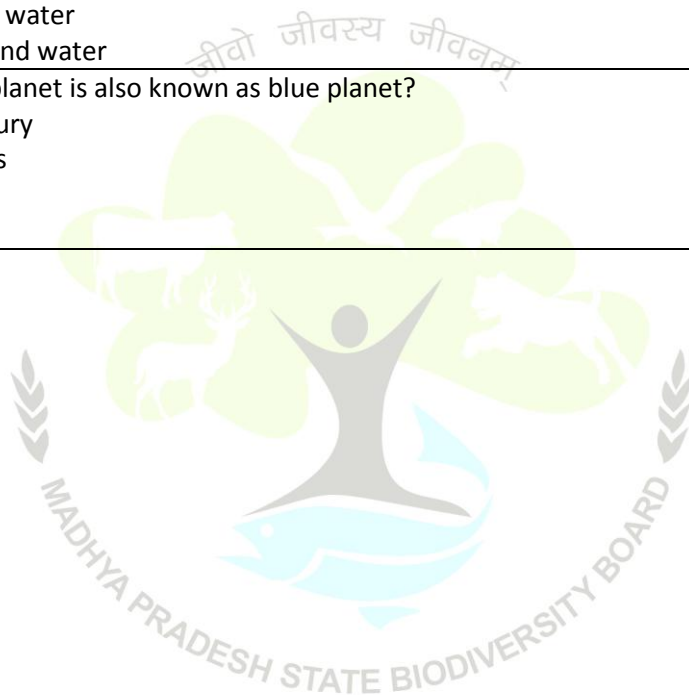 water
nd water
जीवो जीवस्य जीवनम्
planet is also known as blue planet?
ury
s
MADHYA PRADESH STATE BIODIVERSITY BOARD